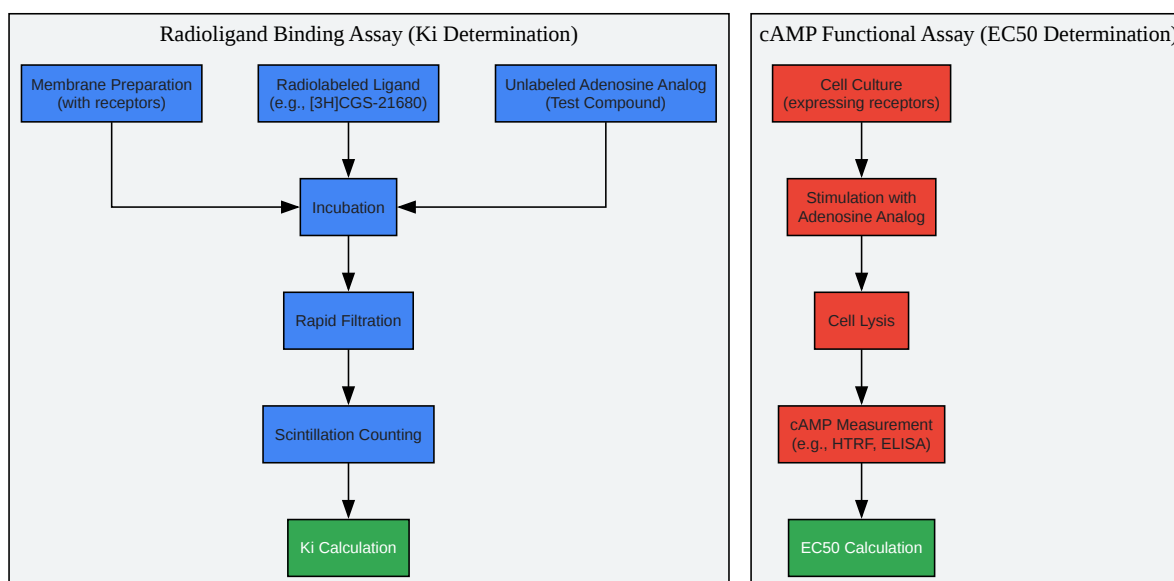 Radioligand Binding Assay (Ki Determination)
Membrane Preparation
(with receptors)
Radiolabeled Ligand
(e.g., [3H]CGS-21680)
Unlabeled Adenosine Analog
(Test Compound)
Incubation
Rapid Filtration
Scintillation Counting
Ki Calculation
cAMP Functional Assay (EC50 Determination)
Cell Culture
(expressing receptors)
Stimulation with
Adenosine Analog
Cell Lysis
cAMP Measurement
(e.g., HTRF, ELISA)
EC50 Calculation